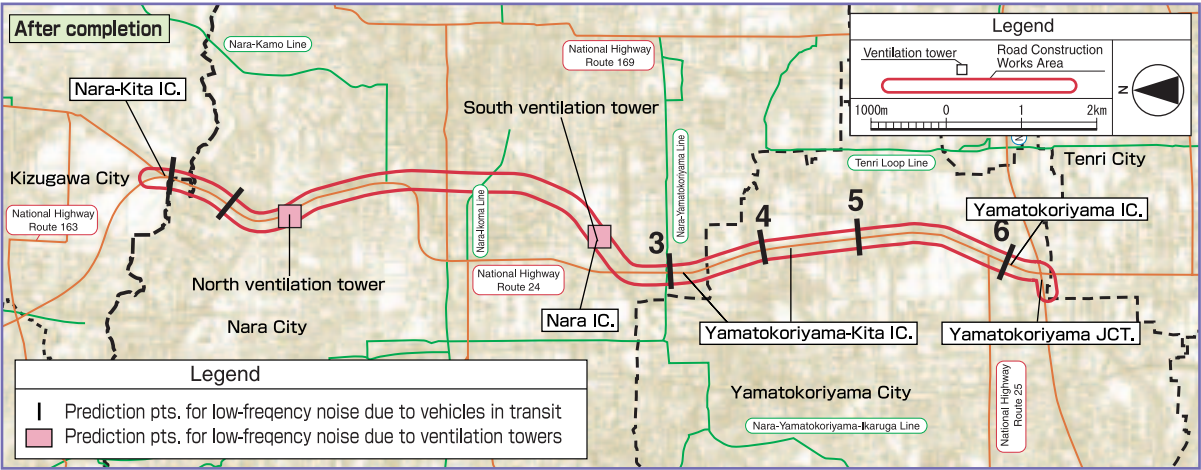 After completion
Nara-Kamo Line
National Highway
Route 169
Legend
Ventilation tower
Road Construction
Works Area
1000m 0 1 2km
N
Nara-Kita IC.
South ventilation tower
Kizugawa City
National Highway
Route 163
Nara-Ikoma Line
Nara-Yamatokoriyama Line
Tenri Loop Line
Tenri City
Yamatokoriyama IC.
3
4
5
6
North ventilation tower
National Highway
Route 24
Nara City
Nara IC.
Yamatokoriyama-Kita IC.
Yamatokoriyama JCT.
Legend
Prediction pts. for low-freqency noise due to vehicles in transit
Prediction pts. for low-freqency noise due to ventilation towers
Yamatokoriyama City
Nara-Yamatokoriyama-Ikaruga Line
National Highway
Route 25